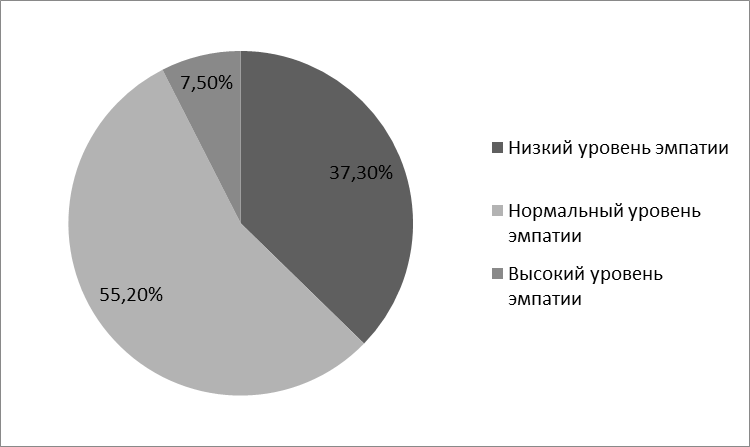 7,50%
37,30%
55,20%
Низкий уровень эмпатии
Нормальный уровень
эмпатии
Высокий уровень
эмпатии